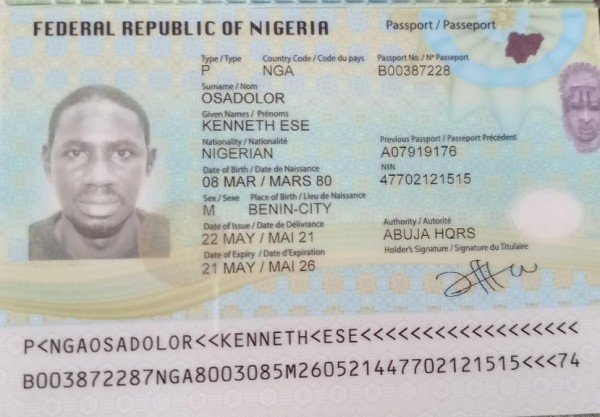 FEDERAL REPUBLIC OF NIGERIA
Passport / Passeport
Type / Type Country Code / Code du pays Passport No. / N° Passeport
P NGA B00387228
Surname / Nom
OSADOLOR
Given Names / Prénoms
KENNETH ESE
Nationality / Nationalité Previous Passport / Passeport Précédent
NIGERIAN A07919176
Date of Birth / Date de Naissance NIN
08 MAR / MARS 80 47702121515
Sex / Sexe Place of Birth / Lieu de Naissance
M BENIN-CITY
Date of Issue / Date de Délivrance Authority / Autorité
22 MAY / MAI 21 ABUJA HQRS
Date of Expiry / Date d'Expiration Holder's Signature / Signature du Titulaire
21 MAY / MAI 26
P<NGAOSADOLOR<<KENNETH<ESE<<<<<<<<<<<<<<<<<<
B003872287NGA8003085M260521447702121515<<<74